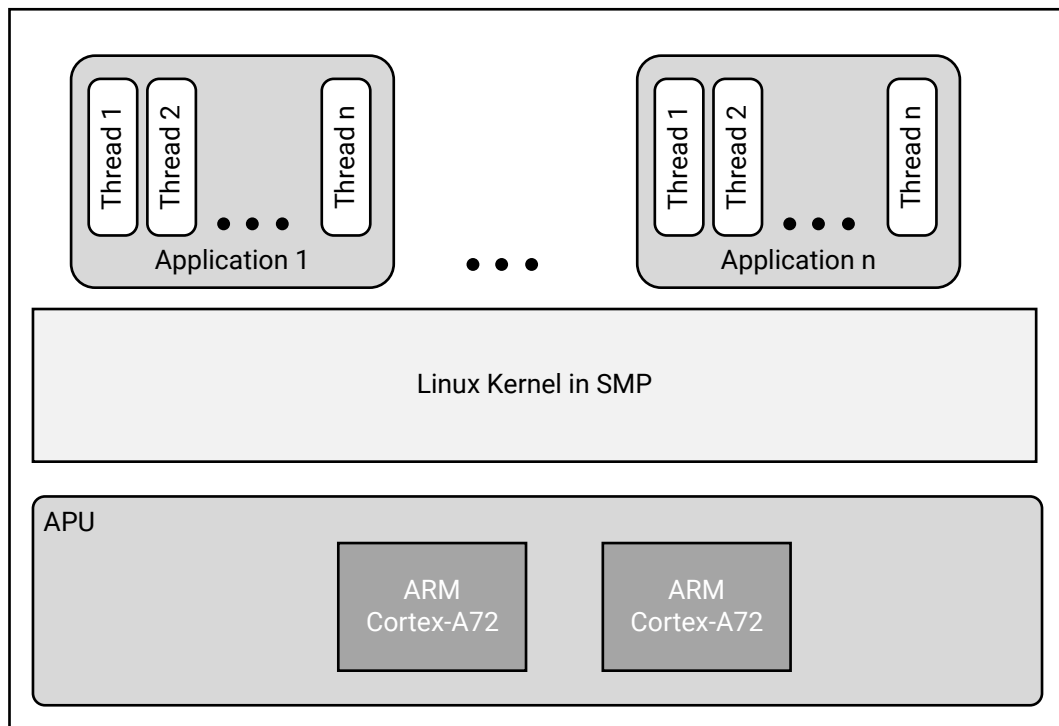 Thread 1
Thread 2
Thread n
Application 1
Thread 1
Thread 2
Thread n
Application n
Linux Kernel in SMP
APU
ARM
Cortex-A72
ARM
Cortex-A72